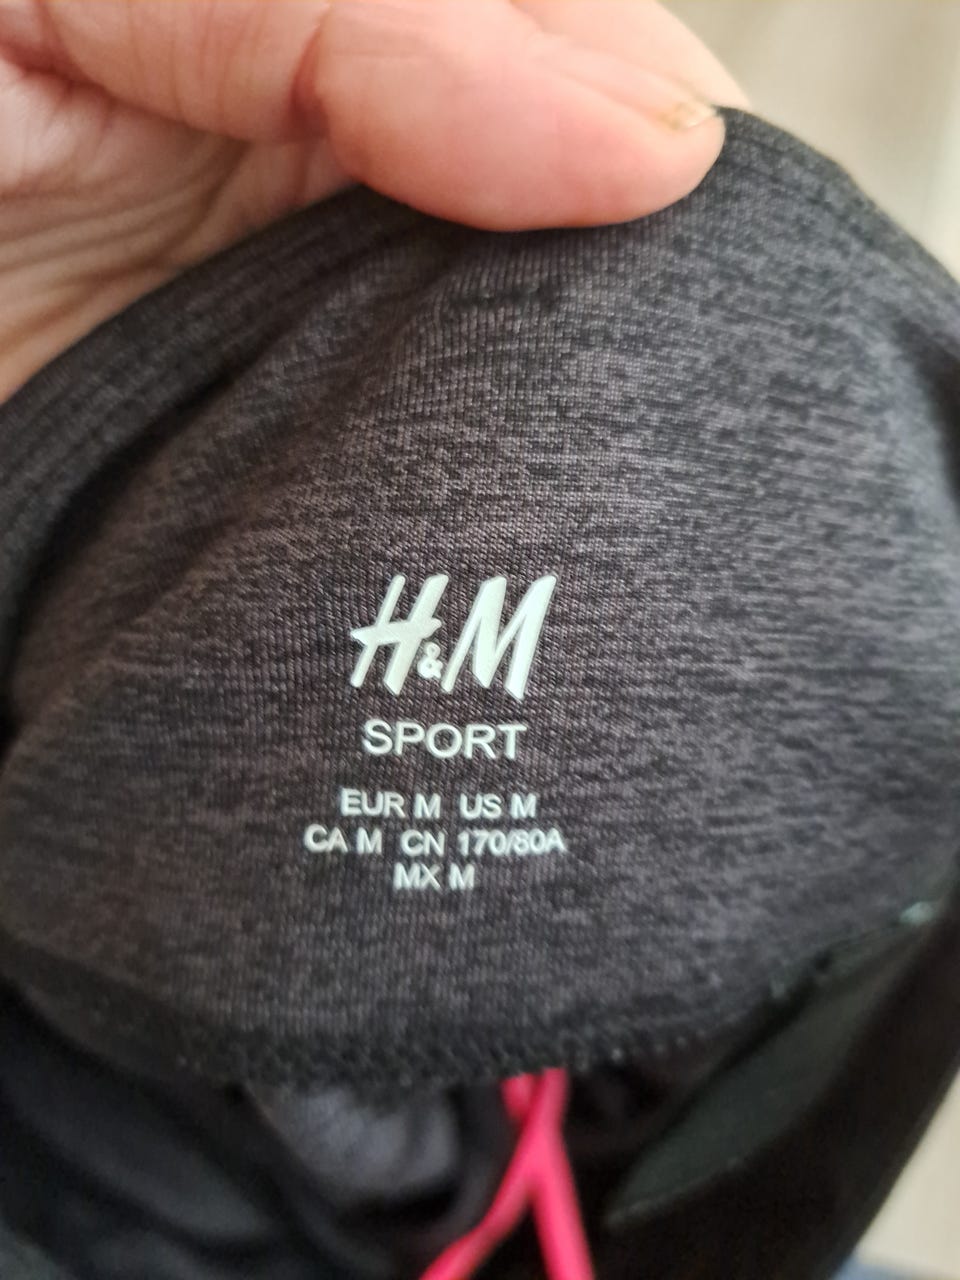 H&M
SPORT
EUR M US M
CA M CN 170/80A
MX M